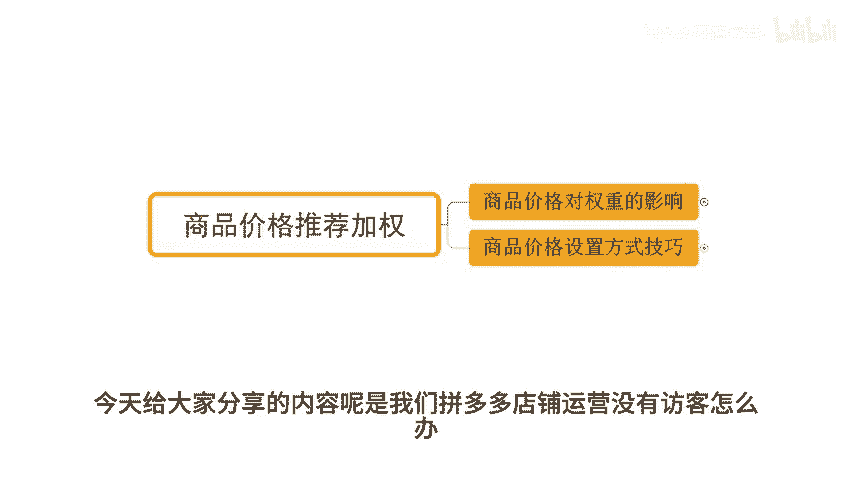 bilibili
商品价格推荐加权
商品价格对权重的影响
商品价格设置方式技巧
今天给大家分享的内容呢是我们拼多多店铺运营没有访客怎么
办